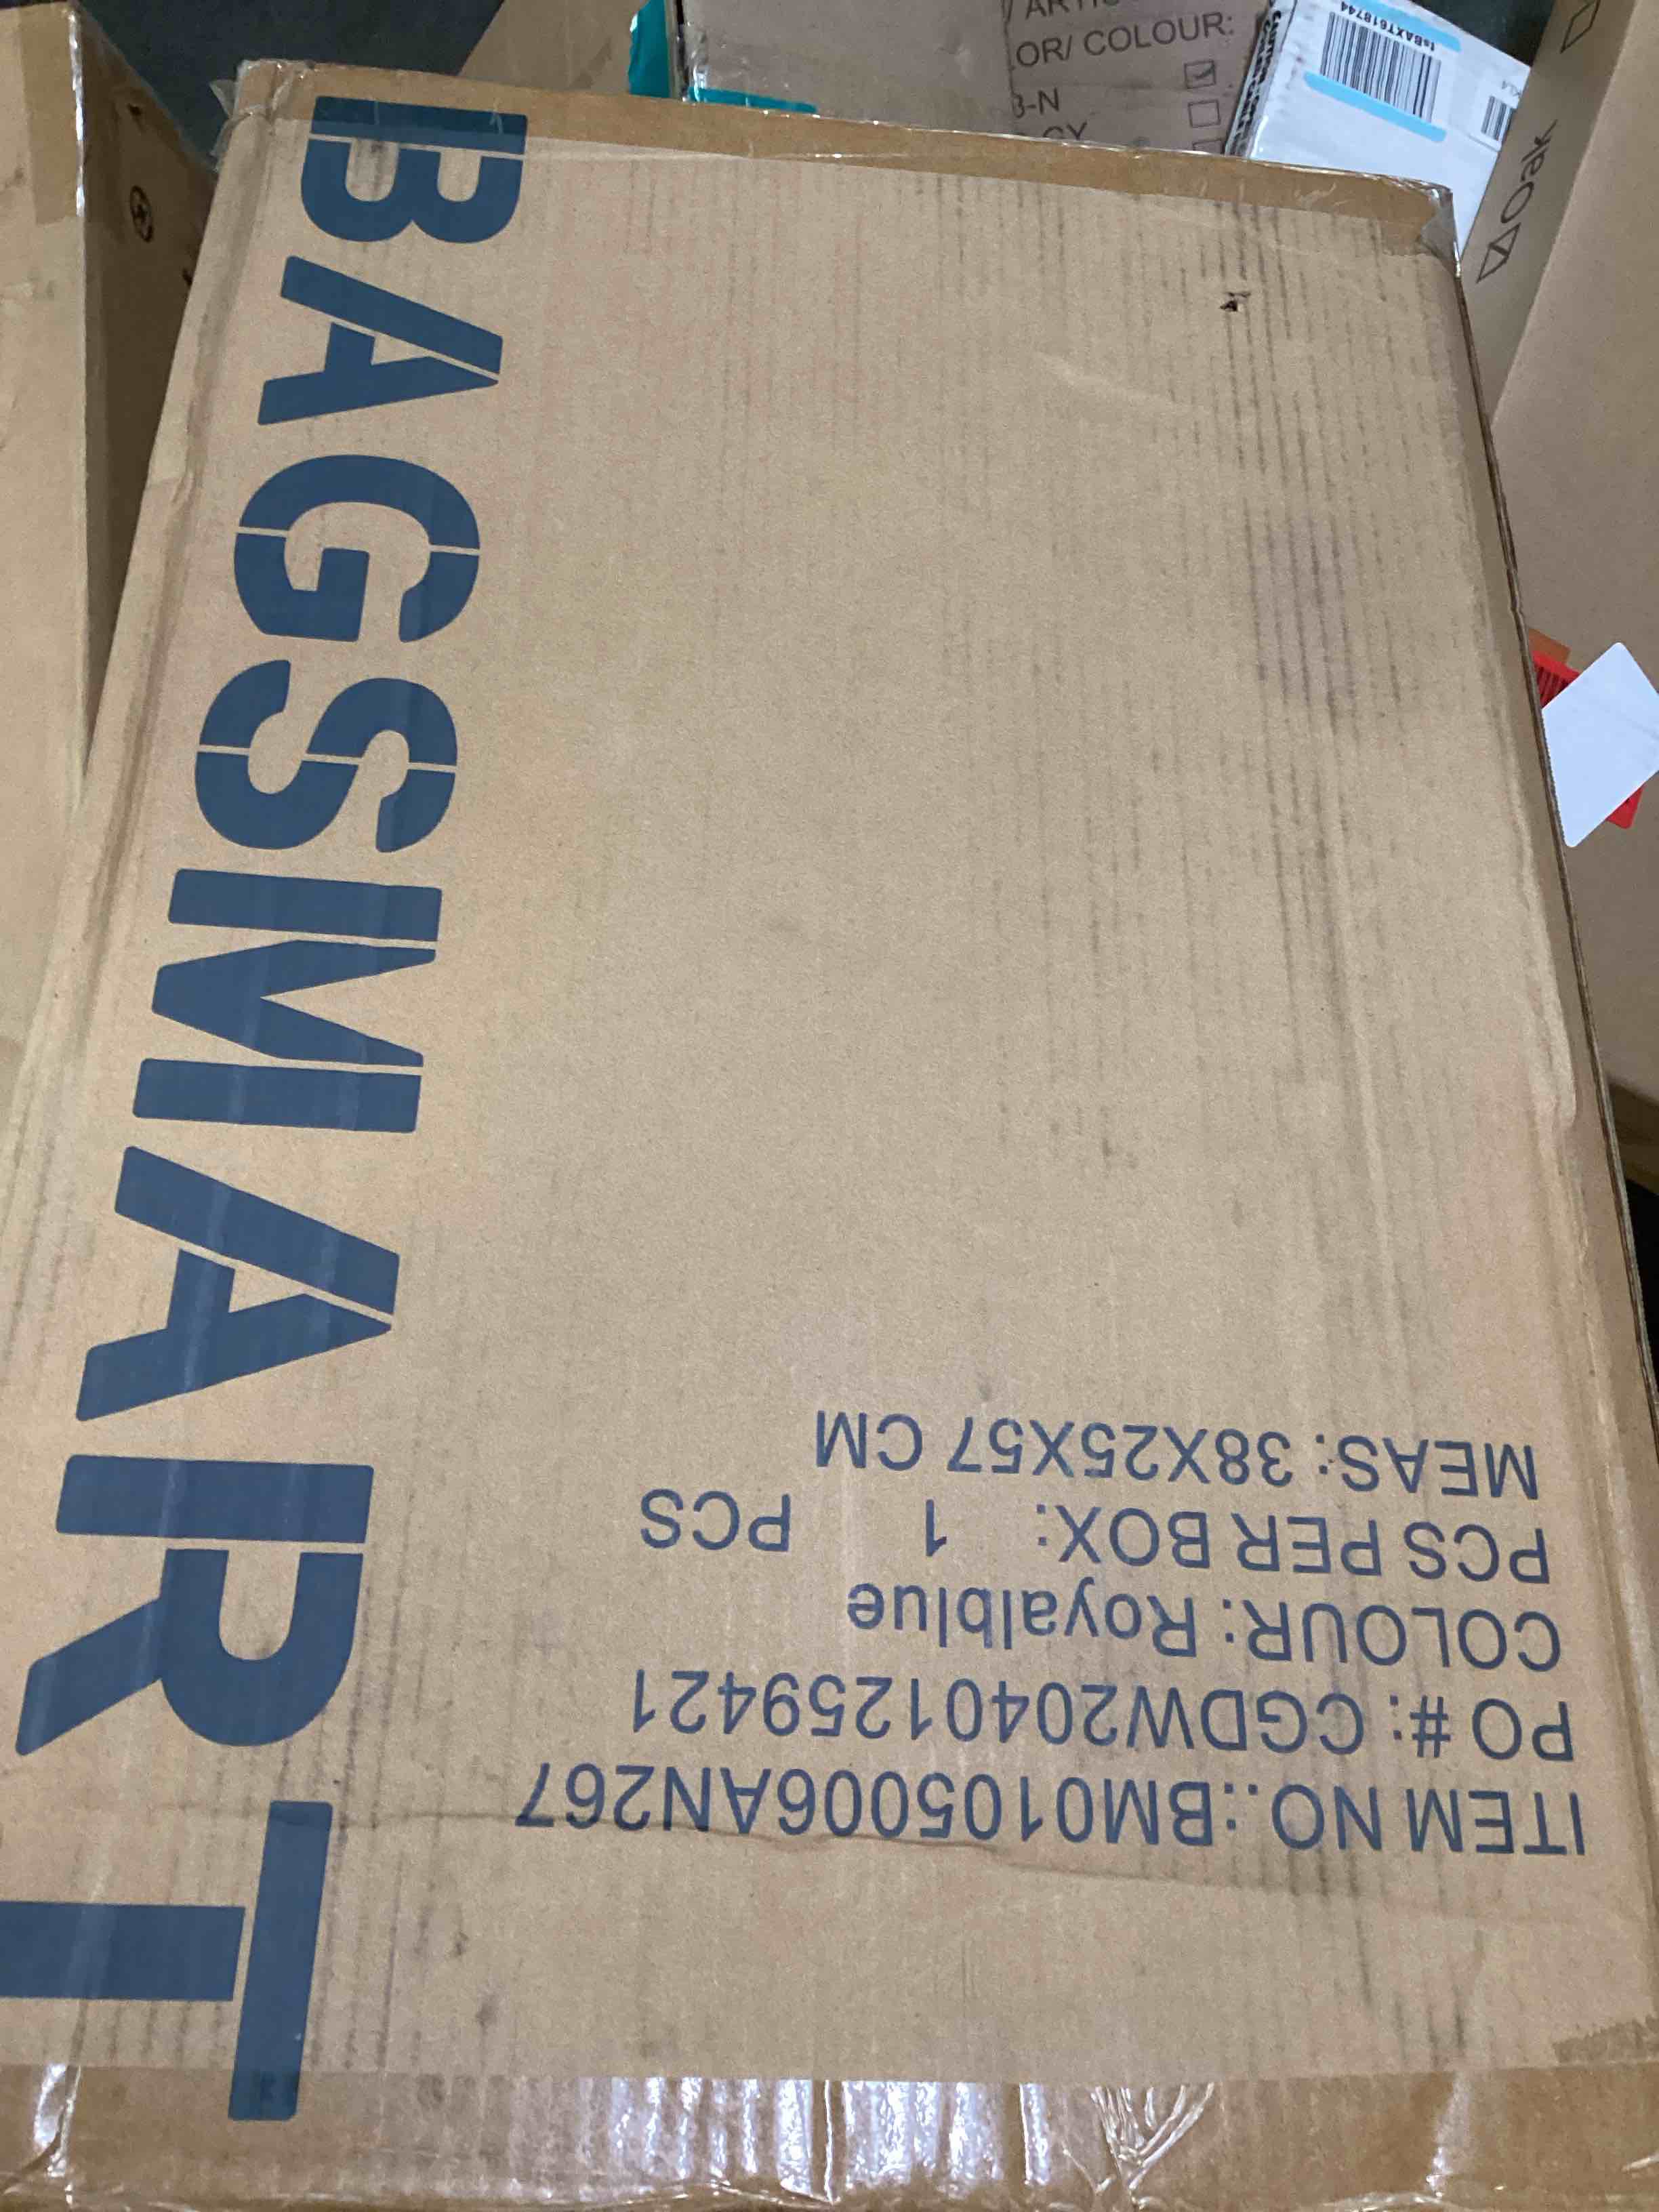 BAGSMART
ITEM NO.:BM0105006AN267
PO #: CGDW20401259421
COLOUR: Royalblue
PCS PER BOX: 1 PCS
MEAS: 38X25X57 CM
OR/ COLOUR:
Oak
tsBAXT618744